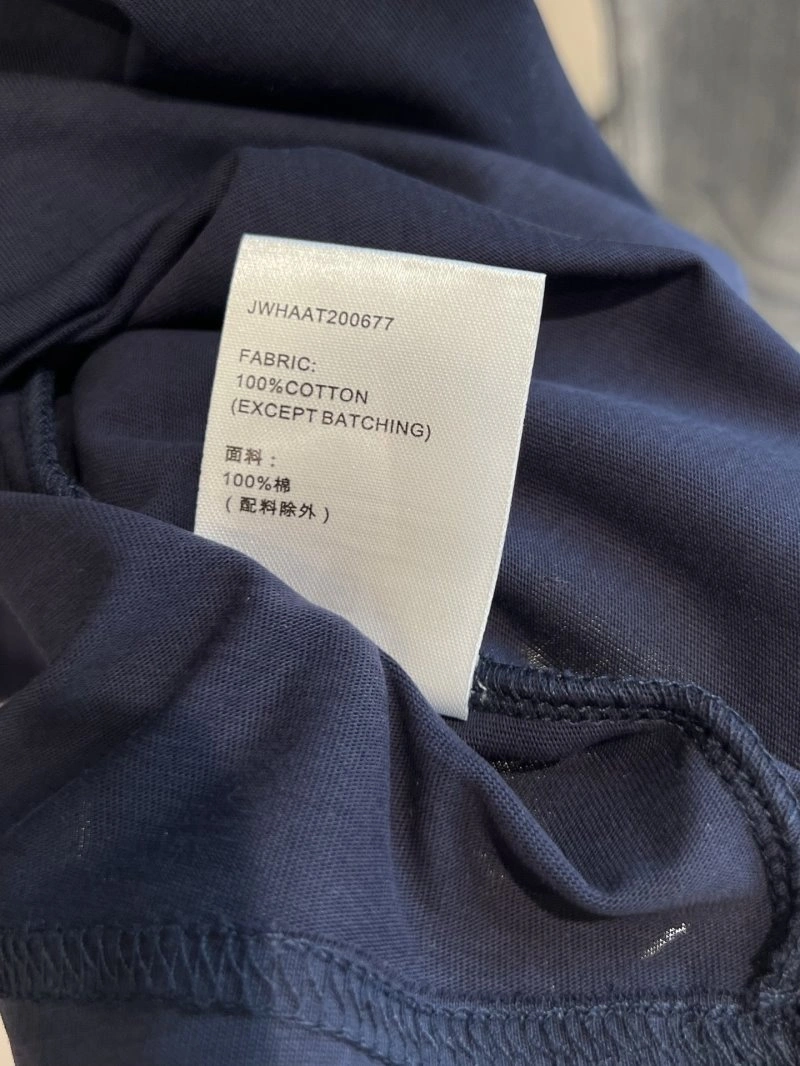 JWHAAT200677
FABRIC:
100%COTTON
(EXCEPT BATCHING)
面料：
100%棉
（配料除外）